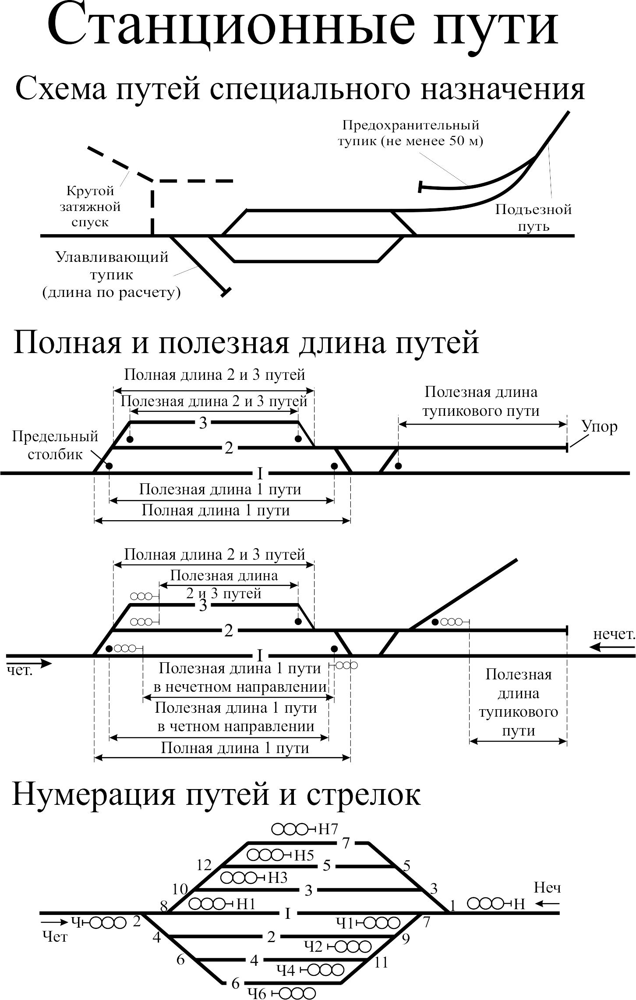 Станционные пути
Схема путей специального назначения
Предохранительный
тупик (не менее 50 м)
Крутой
затяжной
спуск
Подъезной
путь
Улавливающий
тупик
(длина по расчету)
Полная и полезная длина путей
Полная длина 2 и 3 путей
Полезная длина 2 и 3 путей
Полезная длина
тупикового пути
Упор
3
Предельный
столбик
2
I
Полезная длина 1 пути
Полная длина 1 пути
Полная длина 2 и 3 путей
Полезная длина
2 и 3 путей
3
2
нечет.
I
чет.
Полезная длина 1 пути
в нечетном направлении
Полезная длина 1 пути
в четном направлении
Полная длина 1 пути
Полезная
длина
тупикового
пути
Нумерация путей и стрелок
Н7
7
Н5
12
5
5
Н3
10
3
3
Неч
8
Н1
1
Н
I
Ч
2
Ч1
7
Чет
4
2
9
Ч2
6
4
11
Ч4
6
Ч6